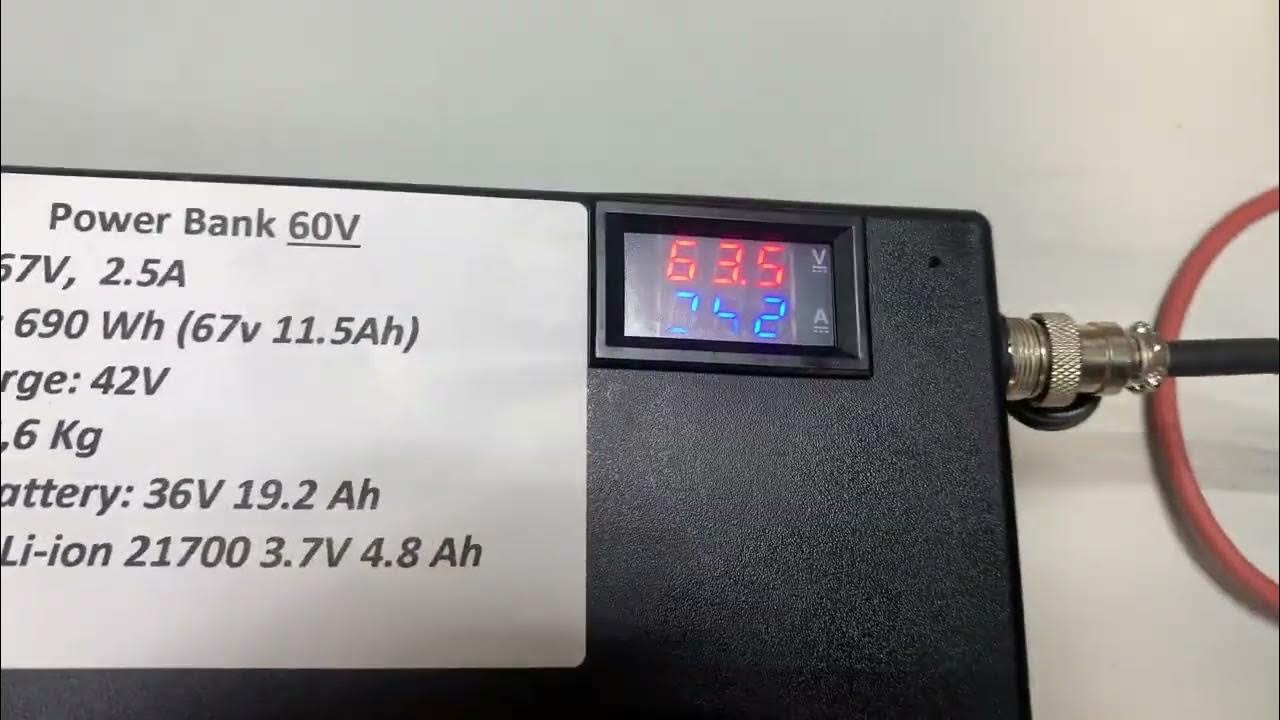 Power Bank 60V
67V, 2.5A
: 690 Wh (67v 11.5Ah)
rge: 42V
,6 Kg
attery: 36V 19.2 Ah
Li-ion 21700 3.7V 4.8 Ah
63.5 V
A